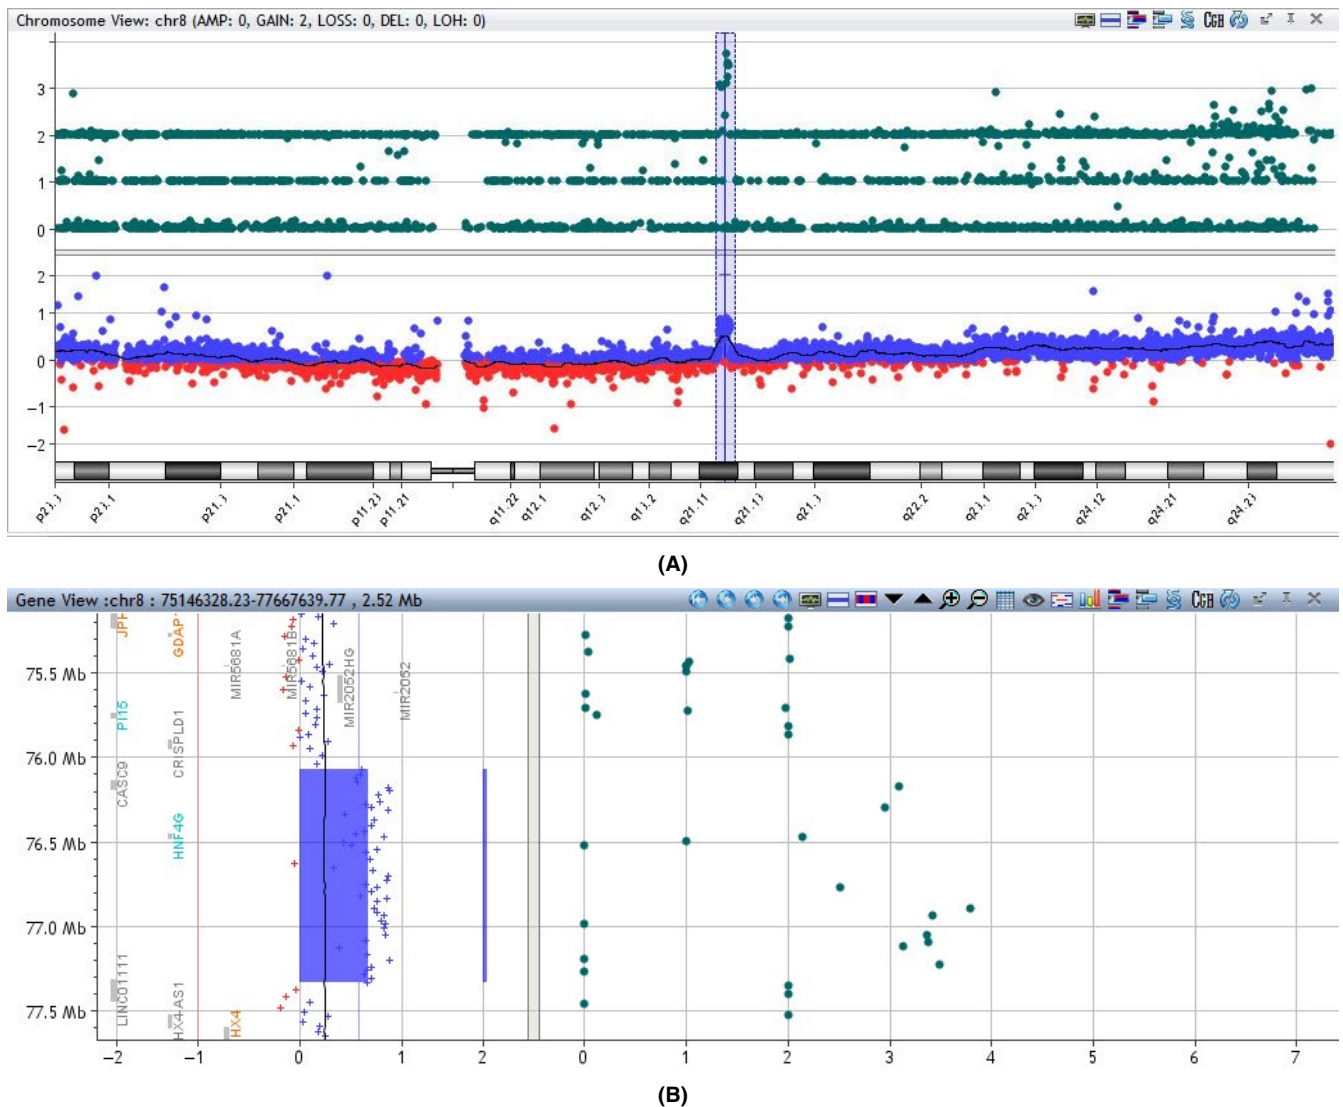 Chromosome View: chr8 (AMP: 0, GAIN: 2, LOSS: 0, DEL: 0, LOH: 0)
CGH
3
2
1
0
2
1
0
−1
−2
p23.3 p23.1 p21.3 p21.1 p11.23 p11.21 q11.22 q12.1 q12.3 q13.2 q21.11 q21.13 q21.3 q22.2 q23.1 q23.3 q24.12 q24.21 q24.23
(A)
Gene View :chr8 : 75146328.23-77667639.77 , 2.52 Mb
CGH
JPH GDAP MIR5681A MIR5681B MIR2052HG MIR2052
75.5 Mb
PI15 CRISPLD1
76.0 Mb
CASC9
76.5 Mb
HNF4G
77.0 Mb
LINC01111 HX4-AS1 HX4
77.5 Mb
−2 −1 0 1 2 0 1 2 3 4 5 6 7
(B)